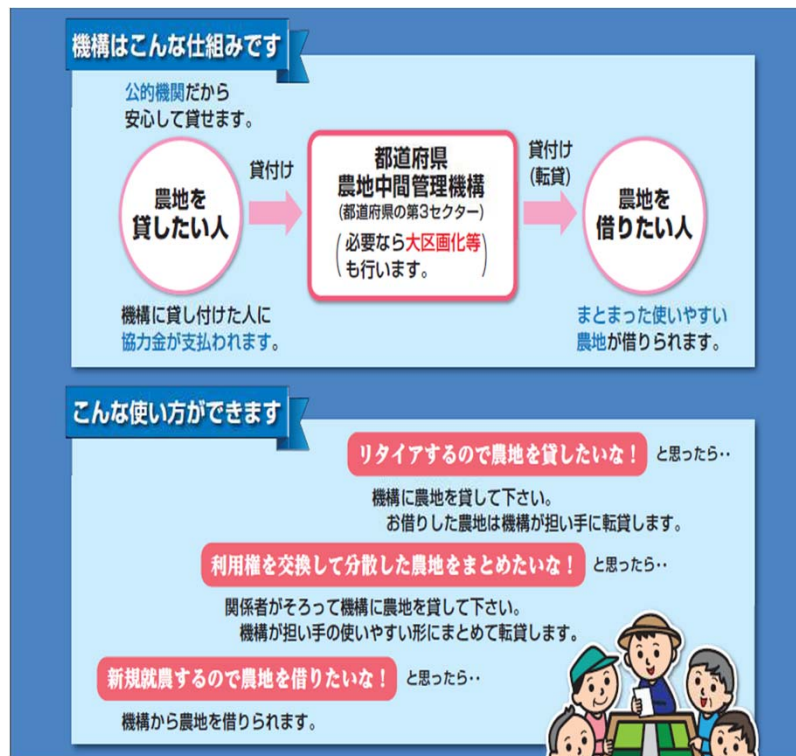 機構はこんな仕組みです
公的機関だから
安心して貸せます。
農地を
貸したい人
貸付け
都道府県
農地中間管理機構
(都道府県の第3セクター)
(必要なら大区画化等
も行います。)
貸付け
(転貸)
農地を
借りたい人
機構に貸し付けた人に
協力金が支払われます。
まとまった使いやすい
農地が借りられます。
こんな使い方ができます
リタイアするので農地を貸したいな! と思ったら‥
機構に農地を貸して下さい。
お借りした農地は機構が担い手に転貸します。
利用権を交換して分散した農地をまとめたいな! と思ったら‥
関係者がそろって機構に農地を貸して下さい。
機構が担い手の使いやすい形にまとめて転貸します。
新規就農するので農地を借りたいな! と思ったら‥
機構から農地を借りられます。